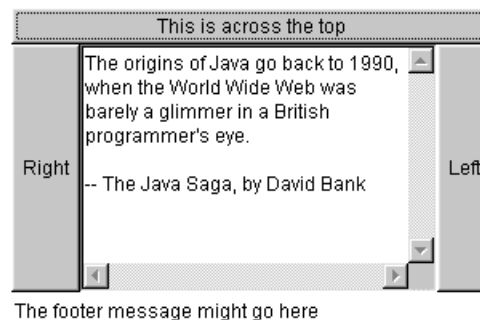 This is across the top
Right
The origins of Java go back to 1990,
when the World Wide Web was
barely a glimmer in a British
programmer's eye.
-- The Java Saga, by David Bank
Left
The footer message might go here